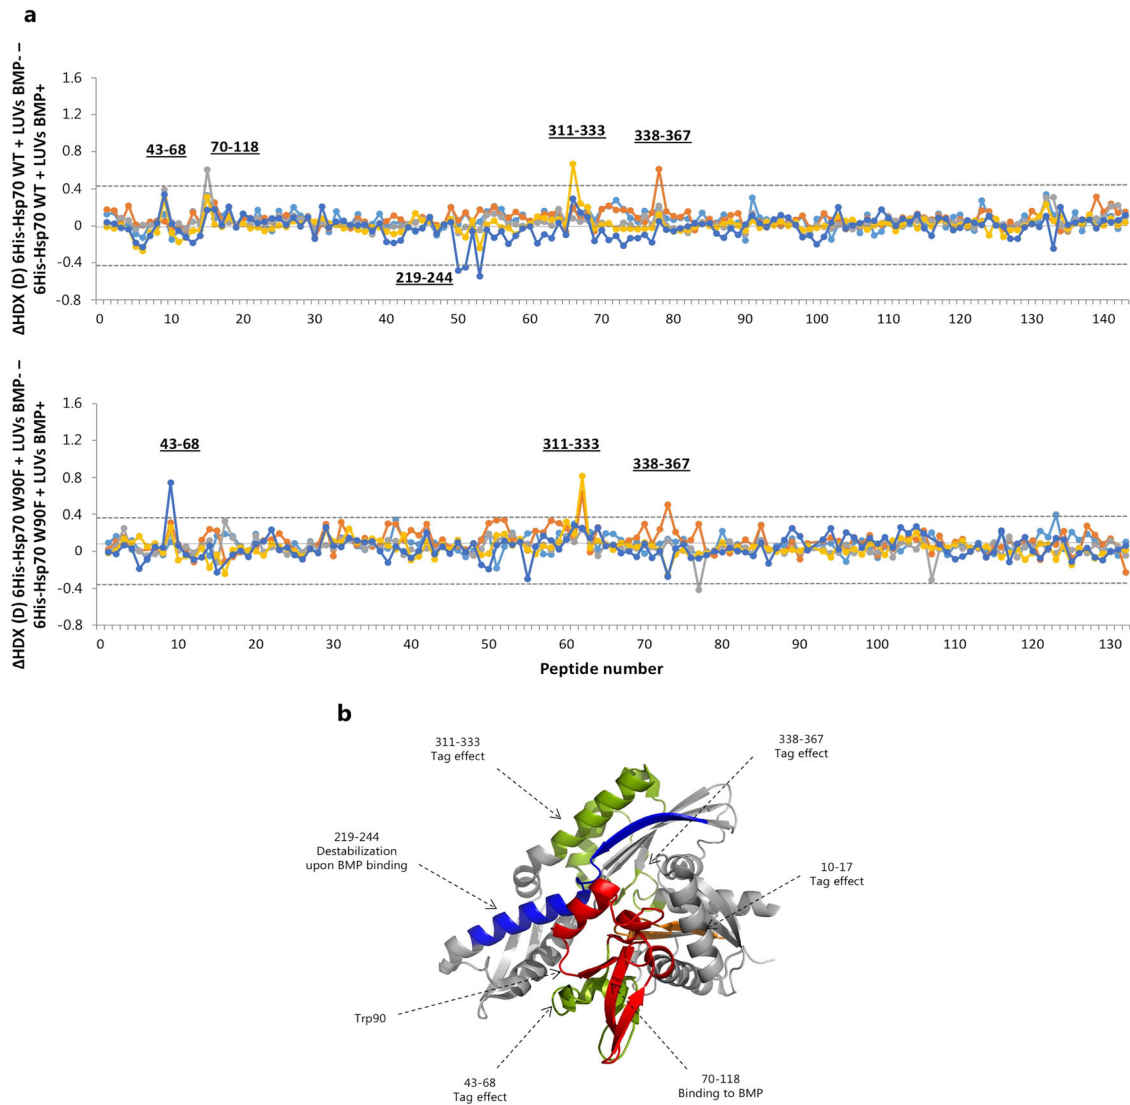 a
ΔHDX (D) 6His-Hsp70 WT + LUVs BMP- –
6His-Hsp70 WT + LUVs BMP+
1.6
1.2
0.8
0.4
0
-0.4
-0.8
43-68
70-118
219-244
311-333
338-367
0 10 20 30 40 50 60 70 80 90 100 110 120 130 140
ΔHDX (D) 6His-Hsp70 W90F + LUVs BMP- –
6His-Hsp70 W90F + LUVs BMP+
1.6
1.2
0.8
0.4
0
-0.4
-0.8
43-68
311-333
338-367
0 10 20 30 40 50 60 70 80 90 100 110 120 130
Peptide number
b
311-333
Tag effect
338-367
Tag effect
219-244
Destabilization
upon BMP binding
10-17
Tag effect
Trp90
43-68
Tag effect
70-118
Binding to BMP